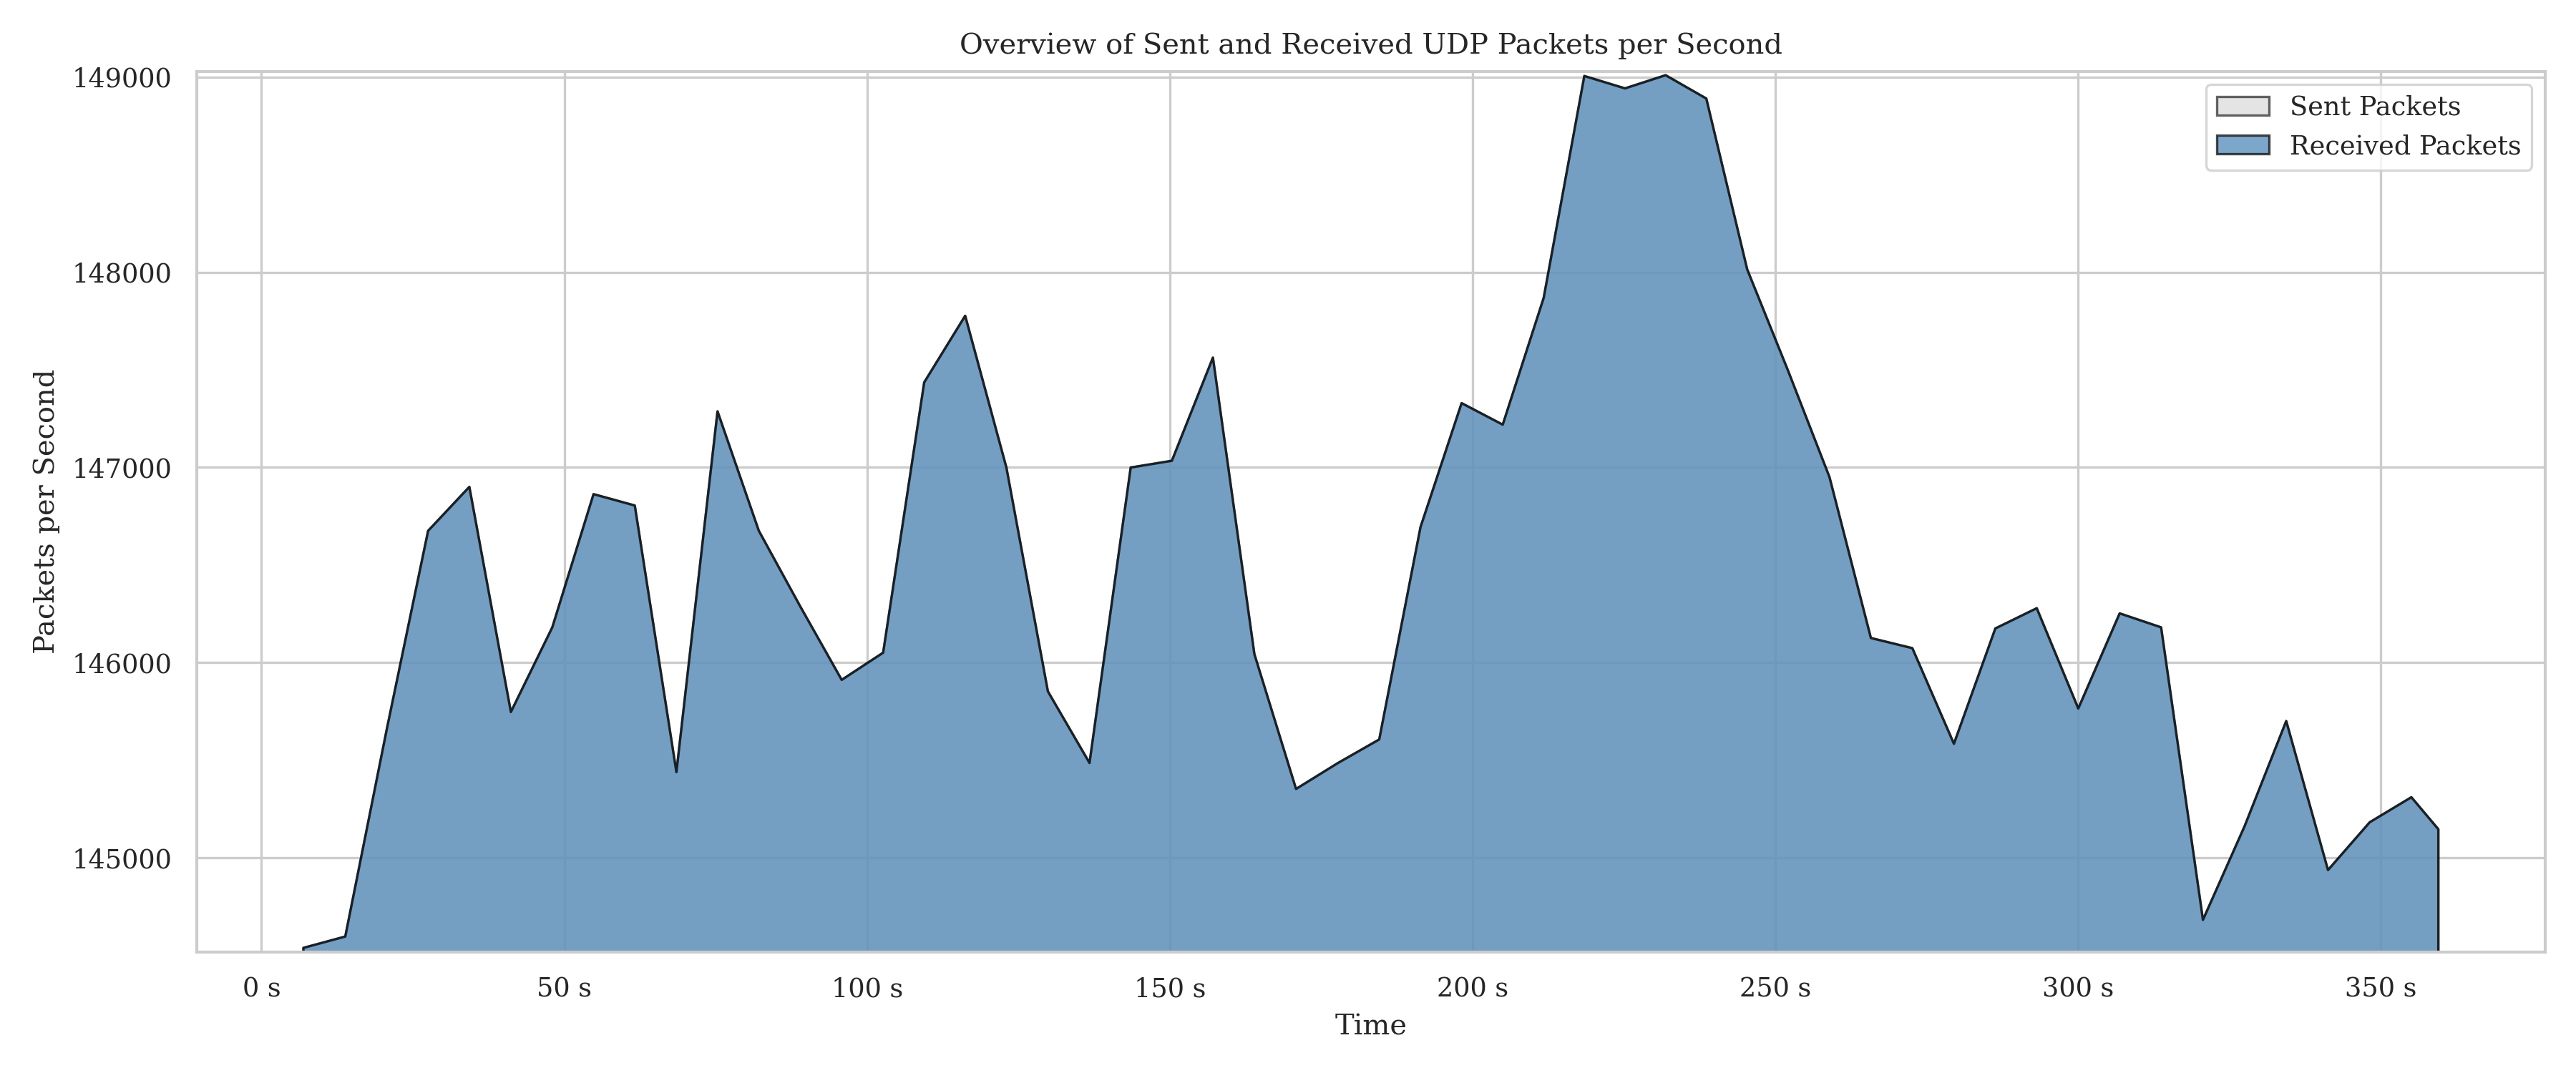 Overview of Sent and Received UDP Packets per Second
149000
148000
147000
146000
145000
Packets per Second
Sent Packets
Received Packets
0 s 50 s 100 s 150 s 200 s 250 s 300 s 350 s
Time